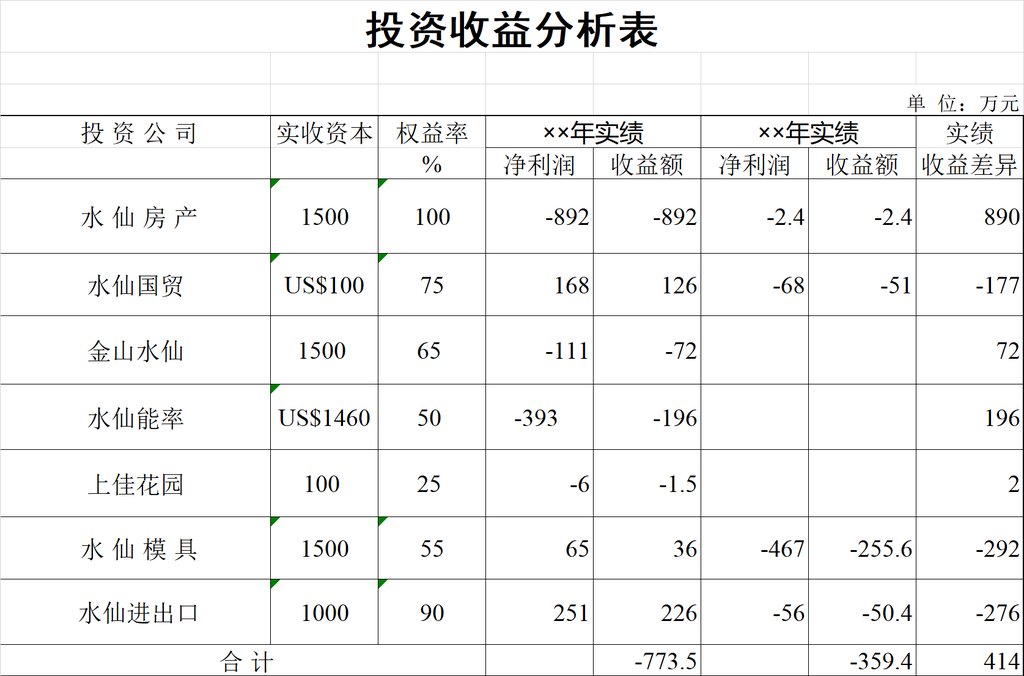 投资收益分析表
单 位：万元
投 资 公 司 实收资本 权益率 ××年实绩 ××年实绩 实绩
% 净利润 收益额 净利润 收益额 收益差异
水 仙 房 产 1500 100 -892 -892 -2.4 -2.4 890
水仙国贸 US$100 75 168 126 -68 -51 -177
金山水仙 1500 65 -111 -72 72
水仙能率 US$1460 50 -393 -196 196
上佳花园 100 25 -6 -1.5 2
水 仙 模 具 1500 55 65 36 -467 -255.6 -292
水仙进出口 1000 90 251 226 -56 -50.4 -276
合 计 -773.5 -359.4 414